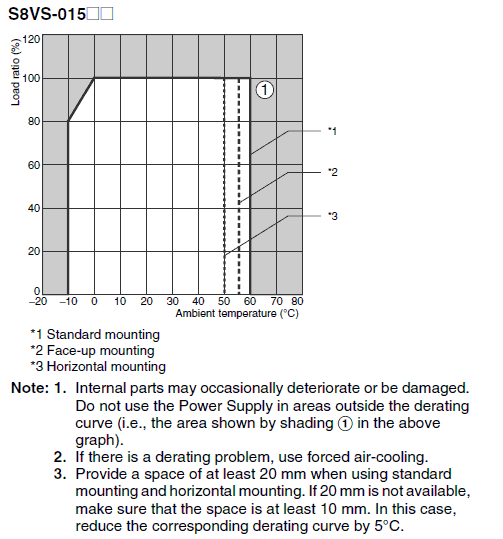 S8VS-015□□
Load ratio (%)
120
100
80
60
40
20
0
①
*1
*2
*3
−20 −10 0 10 20 30 40 50 60 70 80
Ambient temperature (°C)
*1 Standard mounting
*2 Face-up mounting
*3 Horizontal mounting
Note: 1. Internal parts may occasionally deteriorate or be damaged.
Do not use the Power Supply in areas outside the derating
curve (i.e., the area shown by shading ① in the above
graph).
2. If there is a derating problem, use forced air-cooling.
3. Provide a space of at least 20 mm when using standard
mounting and horizontal mounting. If 20 mm is not available,
make sure that the space is at least 10 mm. In this case,
reduce the corresponding derating curve by 5°C.